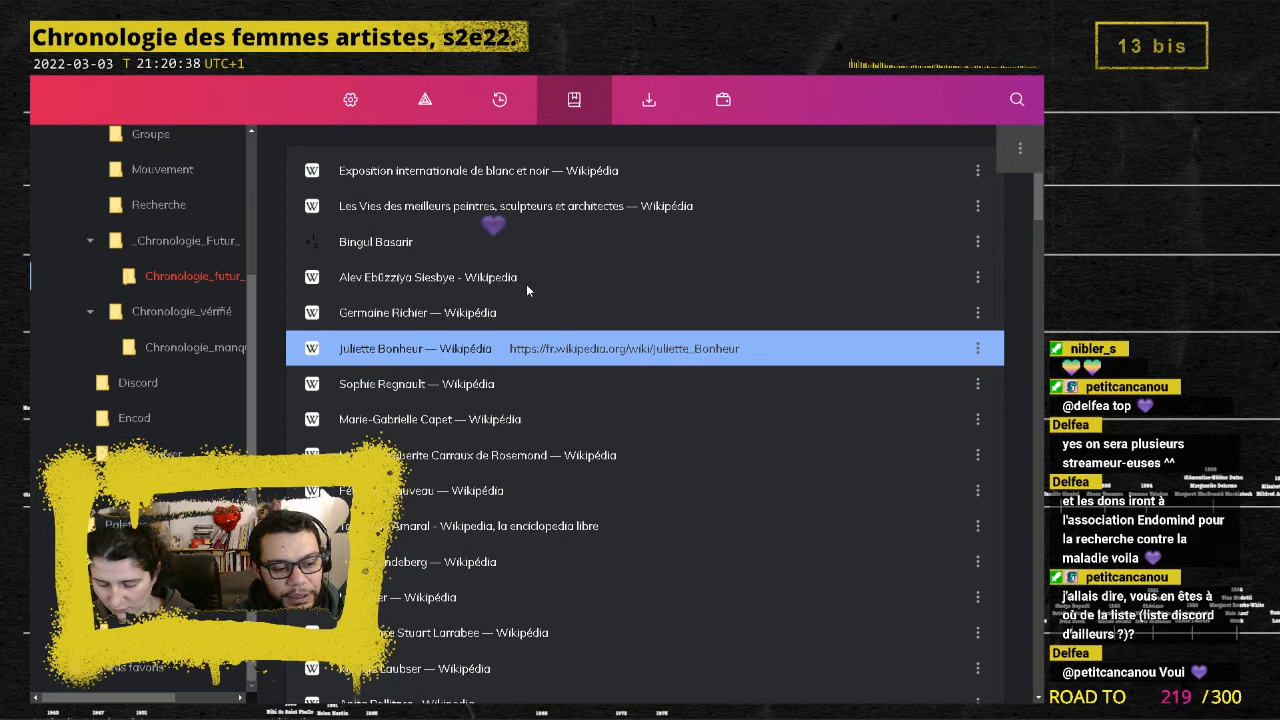 Chronologie des femmes artistes, s2e22.
2022-03-03 T 21:20:38 UTC+1
13 bis
Groupe
Mouvement
Recherche
_Chronologie_Futur_
Chronologie_futur_
Chronologie_vérifié
Chronologie_manq
Discord
Encod
Exposition internationale de blanc et noir — Wikipédia
Les Vies des meilleurs peintres, sculpteurs et architectes — Wikipédia
Bingul Basarir
Alev Ebüzziya Siesbye - Wikipedia
Germaine Richier — Wikipédia
Juliette Bonheur — Wikipédia https://fr.wikipedia.org/wiki/Juliette_Bonheur
Sophie Regnault — Wikipédia
Marie-Gabrielle Capet — Wikipédia
Carraux de Rosemond — Wikipédia
— Wikipédia
Amaral - Wikipedia, la enciclopedia libre
— Wikipédia
— Wikipédia
Stuart Larrabee — Wikipédia
Laubser — Wikipédia
favoris
nibler_s
petitcancanou
@delfea top
Delfea
yes on sera plusieurs
streameur-euses ^^
Delfea
et les dons iront à
l'association Endomind pour
la recherche contre la
maladie voila
petitcancanou
j'allais dire, vous en êtes à
où de la liste (liste discord
d'ailleurs ?)?
Delfea
@petitcancanou Voui
ROAD TO 219 / 300